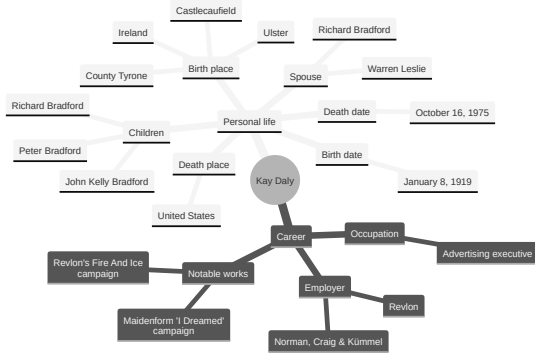 Castlecaufield
Ireland
Ulster
Richard Bradford
County Tyrone
Birth place
Spouse
Warren Leslie
Richard Bradford
Children
Personal life
Death date
October 16, 1975
Peter Bradford
Death place
Birth date
John Kelly Bradford
Kay Daly
January 8, 1919
United States
Career
Occupation
Advertising executive
Revlon's Fire And Ice
campaign
Notable works
Employer
Revlon
Maidenform 'I Dreamed'
campaign
Norman, Craig & Kümmel